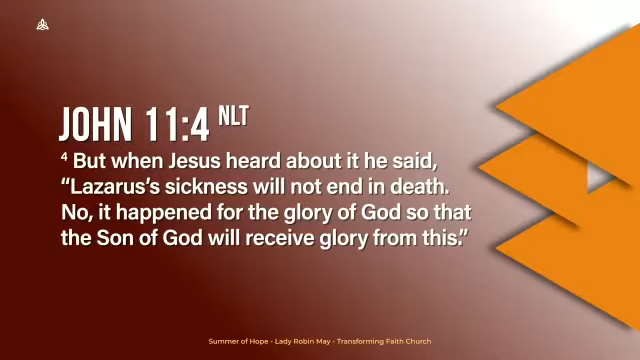 JOHN 11:4 NLT
4 But when Jesus heard about it he said,
“Lazarus’s sickness will not end in death.
No, it happened for the glory of God so that
the Son of God will receive glory from this.”
Summer of Hope - Lady Robin May - Transforming Faith Church